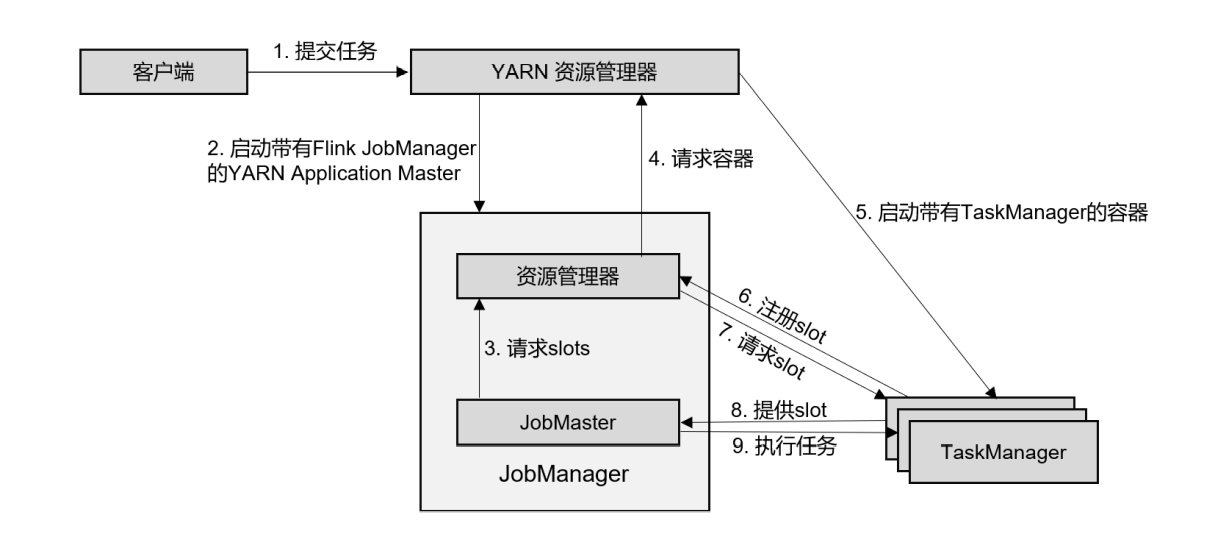 客户端
1. 提交任务
YARN 资源管理器
2. 启动带有Flink JobManager
的YARN Application Master
4. 请求容器
5. 启动带有TaskManager的容器
资源管理器
3. 请求slots
6. 注册slot
7. 请求slot
JobMaster
8. 提供slot
9. 执行任务
TaskManager
JobManager